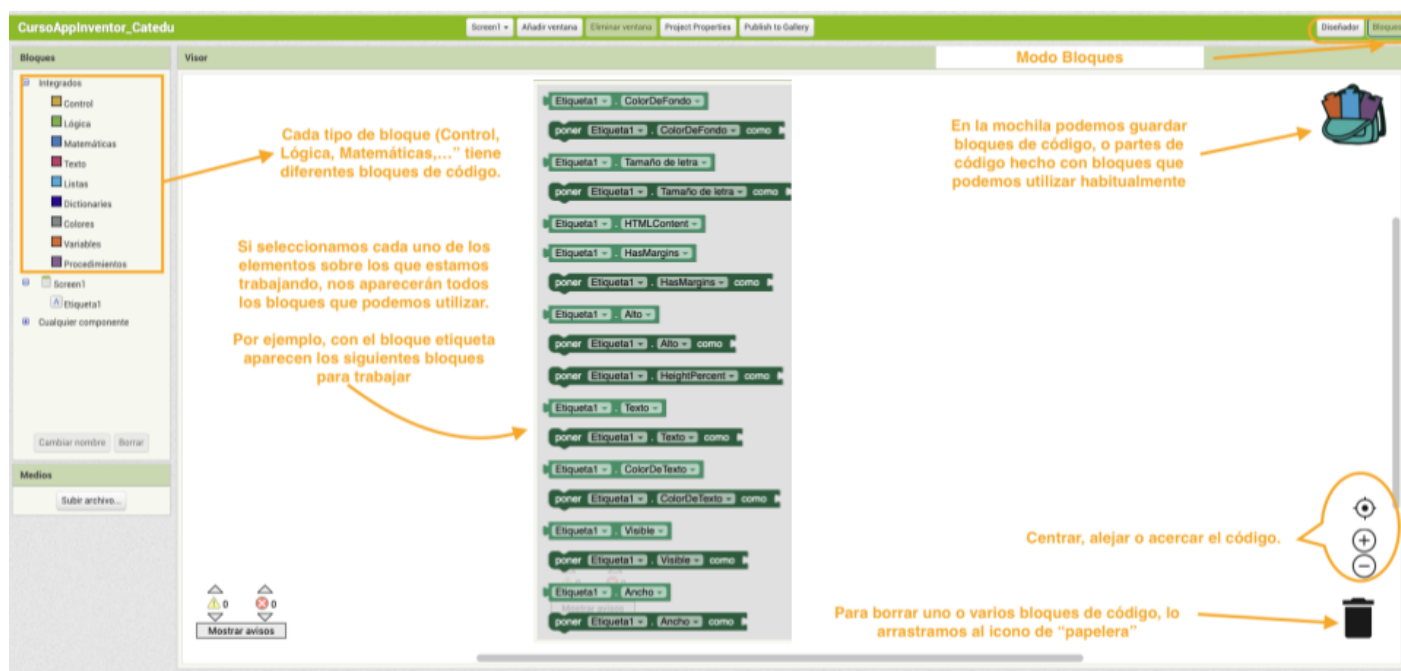 CursoAppInventor_Catedu
Screen1
Añadir ventana
Eliminar ventana
Project Properties
Publish to Gallery
Diseñador
Bloques
Bloques
Visor
Modo Bloques
Integrados
Control
Lógica
Matemáticas
Texto
Listas
Dictionaries
Colores
Variables
Procedimientos
Screen1
Etiqueta1
Cualquier componente
Cambiar nombre
Borrar
Medios
Subir archivo...
Cada tipo de bloque (Control,
Lógica, Matemáticas,..." tiene
diferentes bloques de código.
Si seleccionamos cada uno de los
elementos sobre los que estamos
trabajando, nos aparecerán todos
los bloques que podemos utilizar.
Por ejemplo, con el bloque etiqueta
aparecen los siguientes bloques
para trabajar
Etiqueta1 . ColorDeFondo
poner Etiqueta1 . ColorDeFondo como
Etiqueta1 . Tamaño de letra
poner Etiqueta1 . Tamaño de letra como
Etiqueta1 . HTMLContent
Etiqueta1 . HasMargins
poner Etiqueta1 . HasMargins como
Etiqueta1 . Alto
poner Etiqueta1 . Alto como
poner Etiqueta1 . HeightPercent como
Etiqueta1 . Texto
poner Etiqueta1 . Texto como
Etiqueta1 . ColorDeTexto
poner Etiqueta1 . ColorDeTexto como
Etiqueta1 . Visible
poner Etiqueta1 . Visible como
Etiqueta1 . Ancho
Mostrar avisos
poner Etiqueta1 . Ancho como
En la mochila podemos guardar
bloques de código, o partes de
código hecho con bloques que
podemos utilizar habitualmente
Centrar, alejar o acercar el código.
Para borrar uno o varios bloques de código, lo
arrastramos al icono de "papelera"
0 0
Mostrar avisos